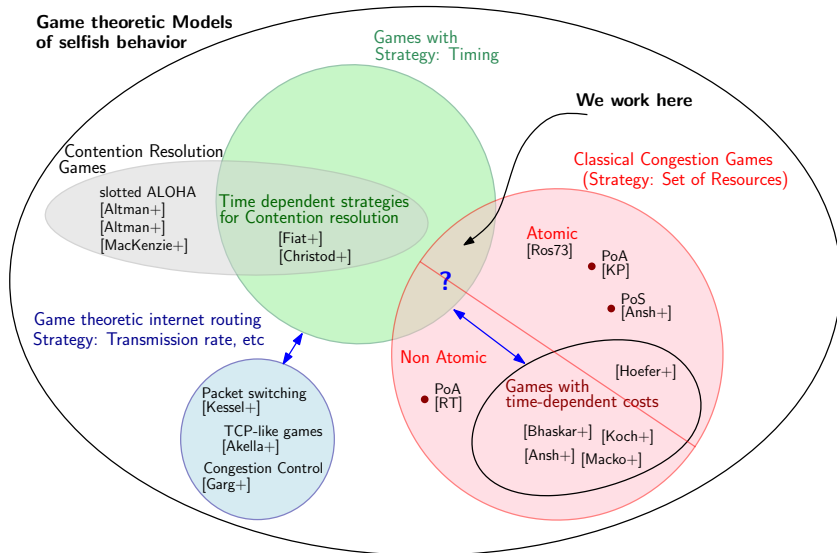 Game theoretic Models
of selfish behavior
Games with
Strategy: Timing
We work here
Contention Resolution
Games
slotted ALOHA
[Altman+]
[Altman+]
[MacKenzie+]
Time dependent strategies
for Contention resolution
[Fiat+]
[Christod+]
Classical Congestion Games
(Strategy: Set of Resources)
Atomic
[Ros73]
PoA
[KP]
PoS
[Ansh+]
?
Game theoretic internet routing
Strategy: Transmission rate, etc
Non Atomic
PoA
[RT]
[Hoefer+]
Games with
time-dependent costs
[Bhaskar+]
[Koch+]
[Ansh+]
[Macko+]
Packet switching
[Kessel+]
TCP-like games
[Akella+]
Congestion Control
[Garg+]